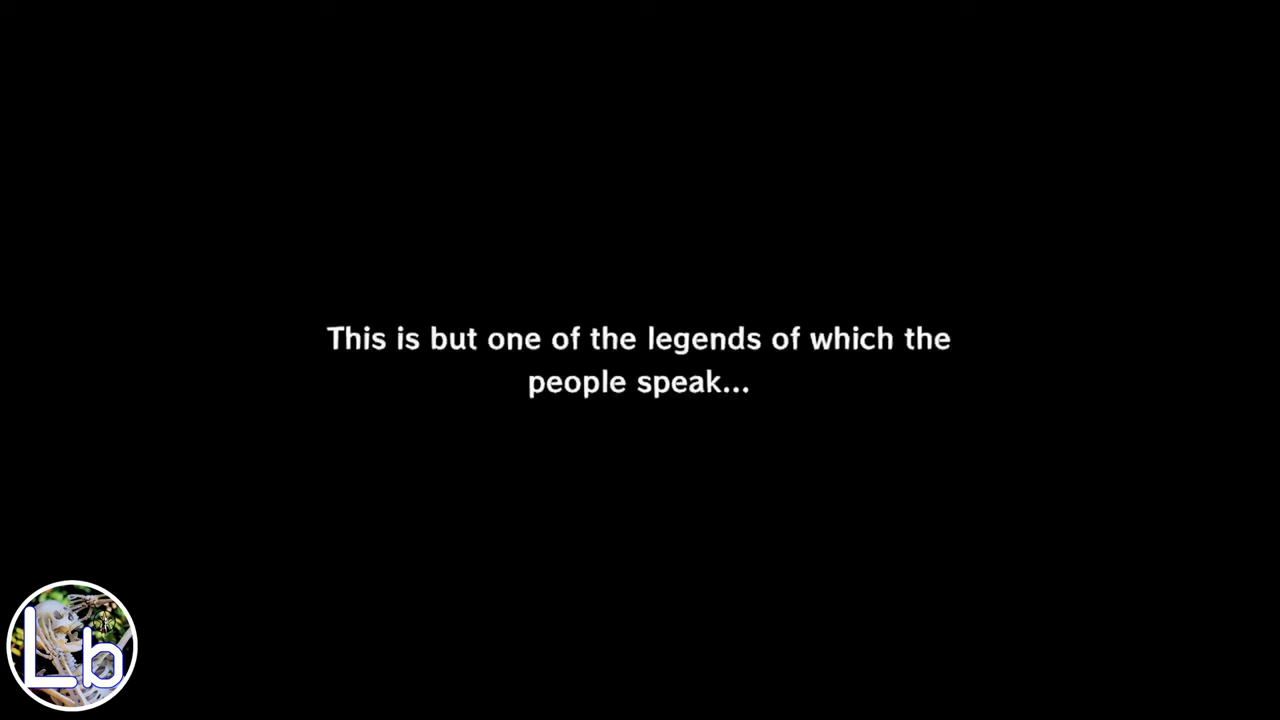 This is but one of the legends of which the
people speak...
Lb